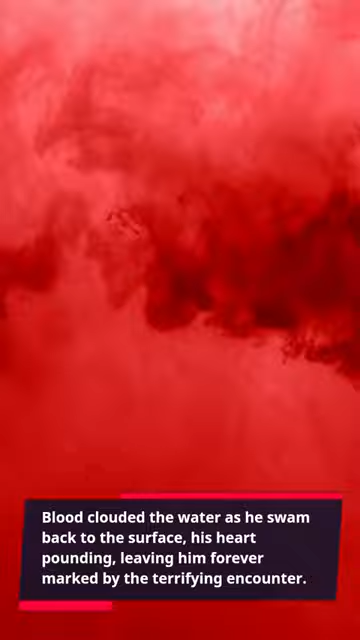 Blood clouded the water as he swam
back to the surface, his heart
pounding, leaving him forever
marked by the terrifying encounter.